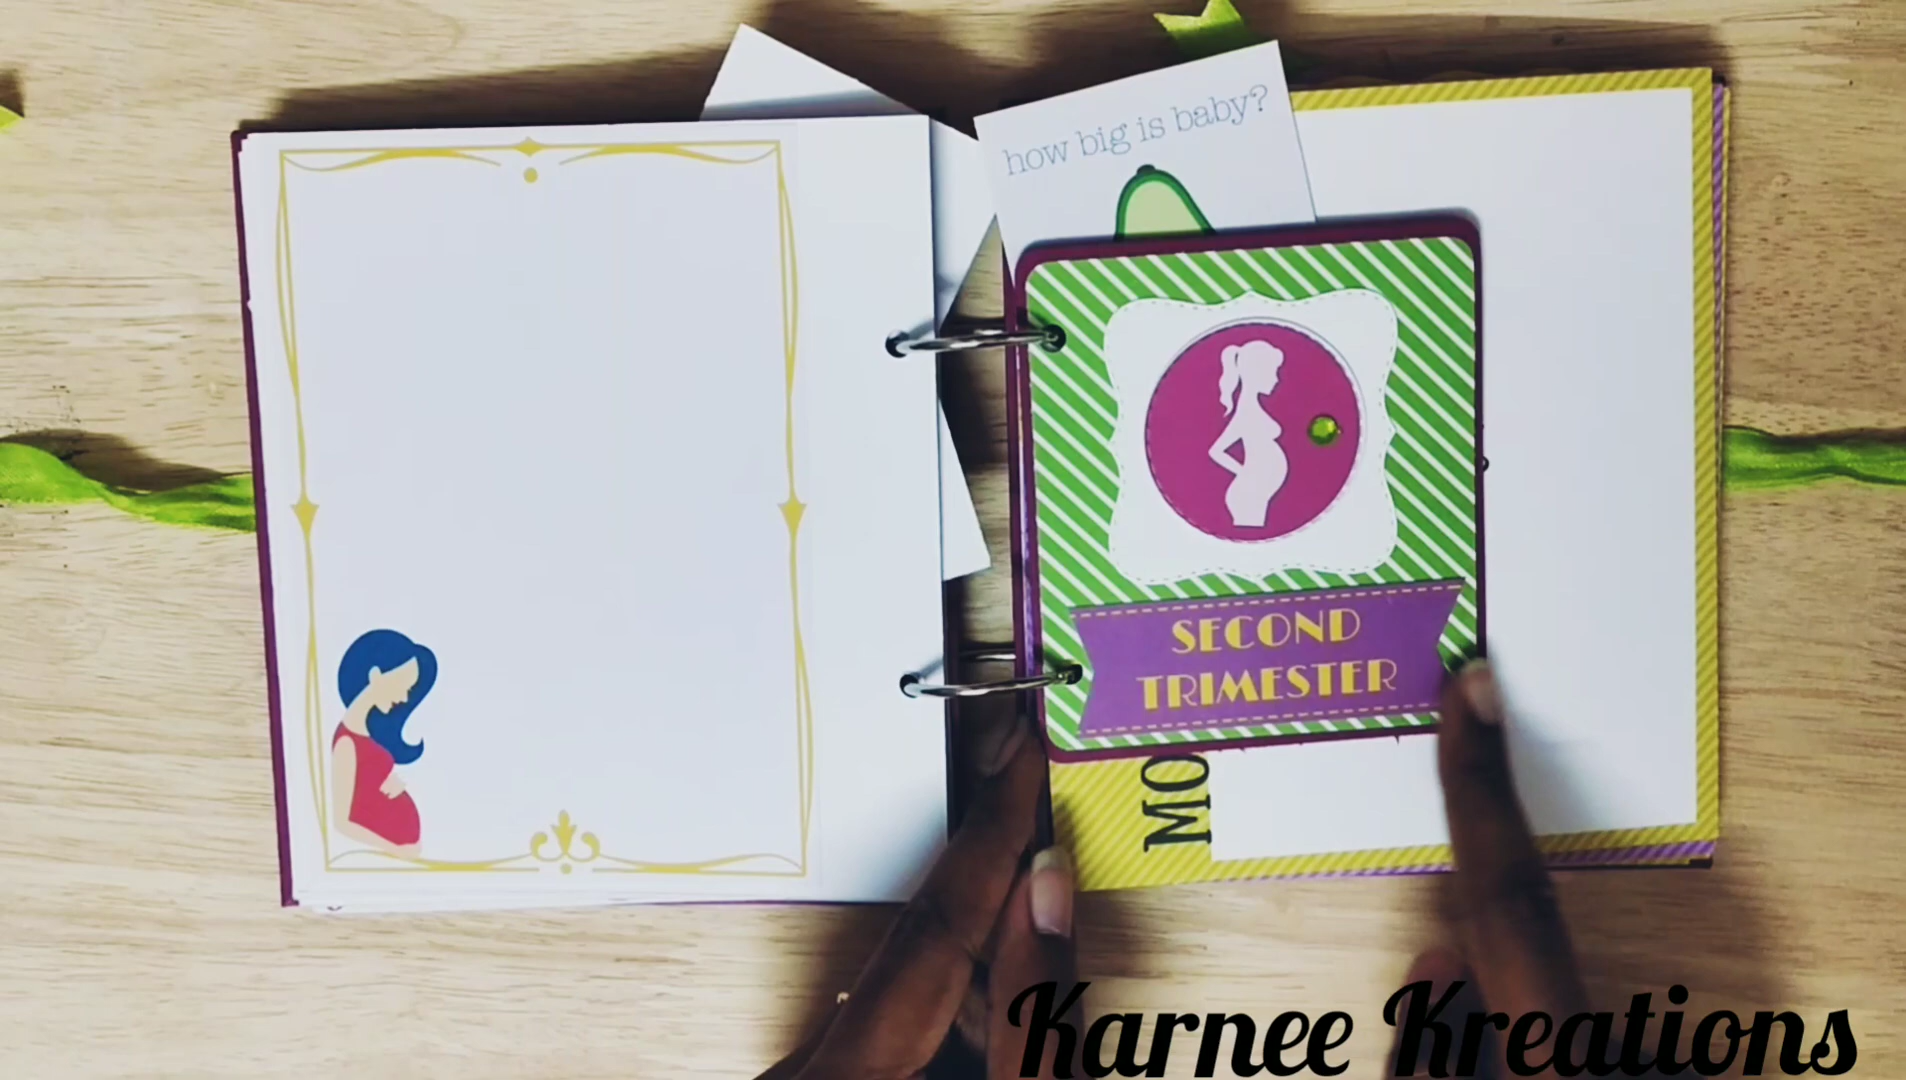 how big is baby?
SECOND
TRIMESTER
MO
Karnee Kreations